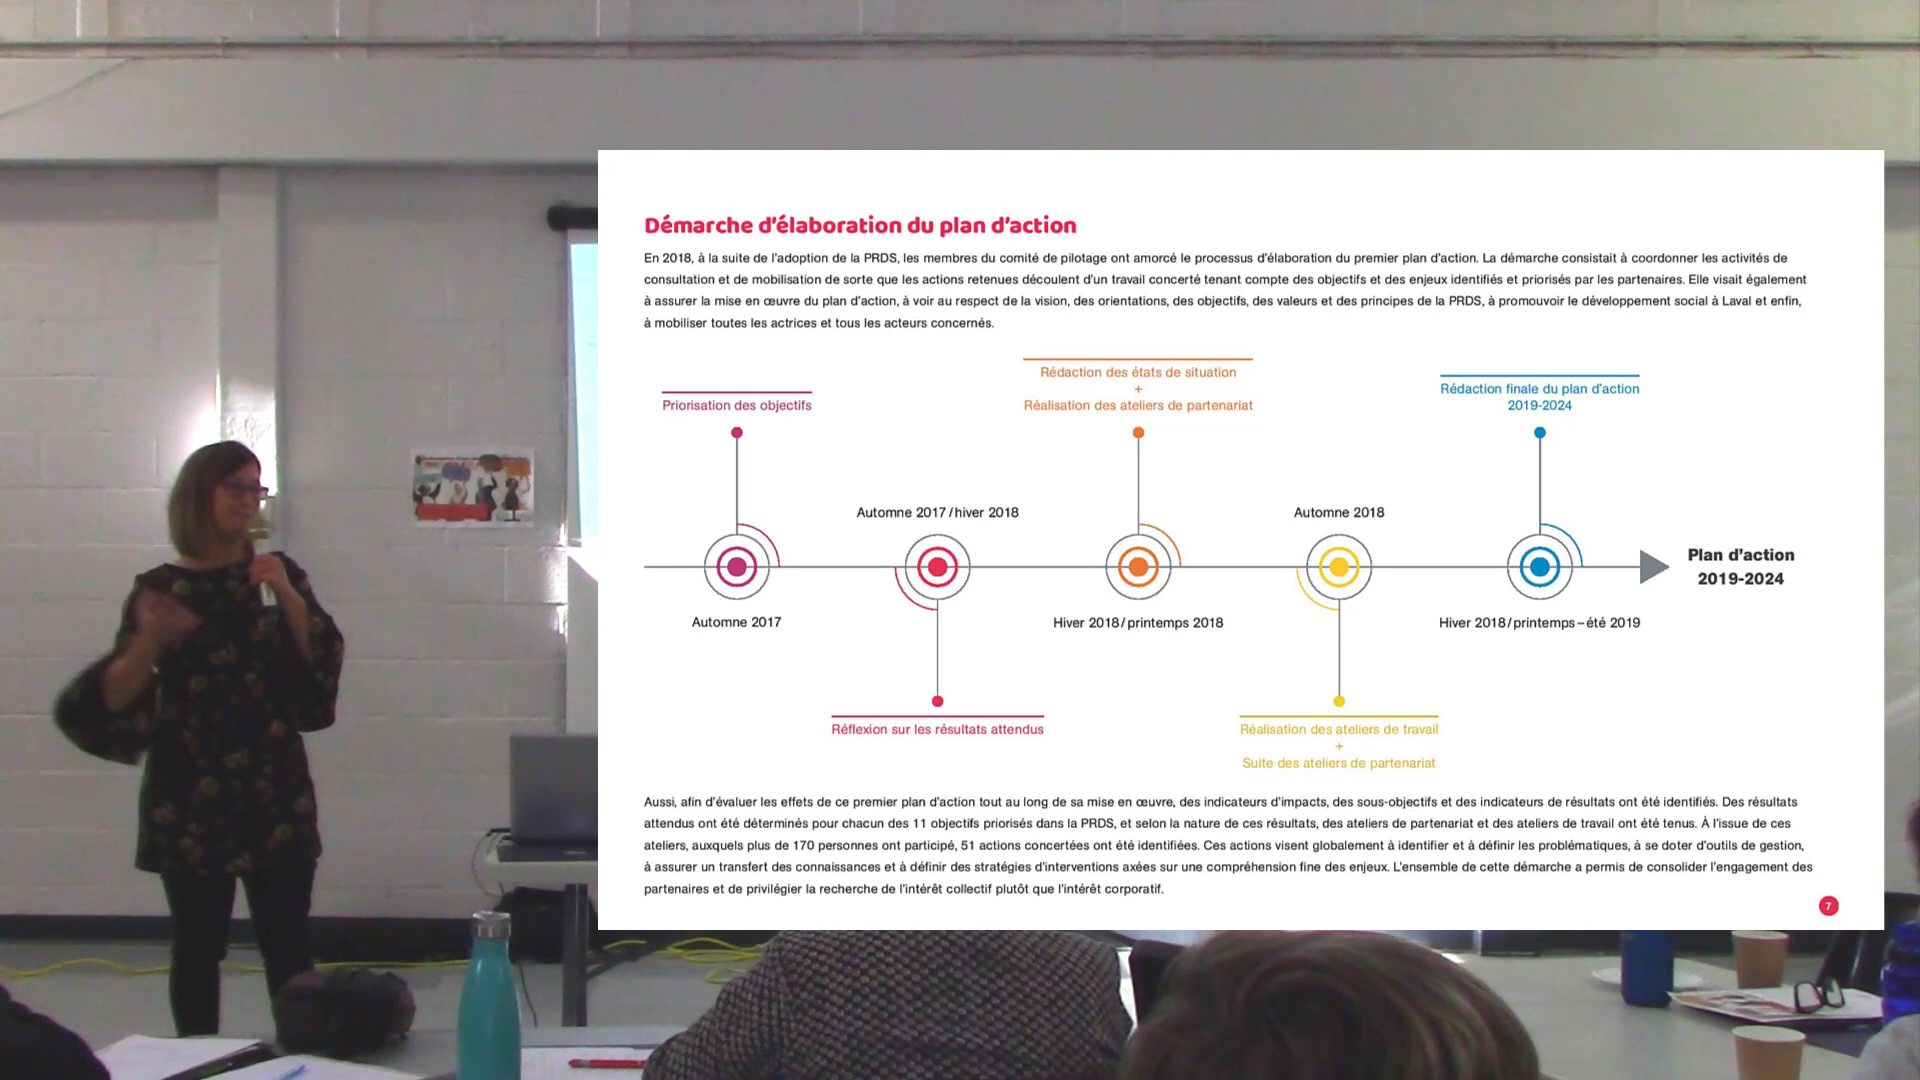 Démarche d'élaboration du plan d'action
En 2018, à la suite de l'adoption de la PRDS, les membres du comité de pilotage ont amorcé le processus d'élaboration du premier plan d'action. La démarche consistait à coordonner les activités de
consultation et de mobilisation de sorte que les actions retenues découlent d'un travail concerté tenant compte des objectifs et des enjeux identifiés et priorisés par les partenaires. Elle visait également
à assurer la mise en œuvre du plan d'action, à voir au respect de la vision, des orientations, des objectifs, des valeurs et des principes de la PRDS, à promouvoir le développement social à Laval et enfin,
à mobiliser toutes les actrices et tous les acteurs concernés.
Priorisation des objectifs
Rédaction des états de situation
+
Réalisation des ateliers de partenariat
Rédaction finale du plan d'action
2019-2024
Automne 2017/hiver 2018
Automne 2018
Plan d'action
2019-2024
Automne 2017
Hiver 2018/printemps 2018
Hiver 2018/printemps–été 2019
Réflexion sur les résultats attendus
Réalisation des ateliers de travail
+
Suite des ateliers de partenariat
Aussi, afin d'évaluer les effets de ce premier plan d'action tout au long de sa mise en œuvre, des indicateurs d'impacts, des sous-objectifs et des indicateurs de résultats ont été identifiés. Des résultats
attendus ont été déterminés pour chacun des 11 objectifs priorisés dans la PRDS, et selon la nature de ces résultats, des ateliers de partenariat et des ateliers de travail ont été tenus. À l'issue de ces
ateliers, auxquels plus de 170 personnes ont participé, 51 actions concertées ont été identifiées. Ces actions visent globalement à identifier et à définir les problématiques, à se doter d'outils de gestion,
à assurer un transfert des connaissances et à définir des stratégies d'interventions axées sur une compréhension fine des enjeux. L'ensemble de cette démarche a permis de consolider l'engagement des
partenaires et de privilégier la recherche de l'intérêt collectif plutôt que l'intérêt corporatif.
7